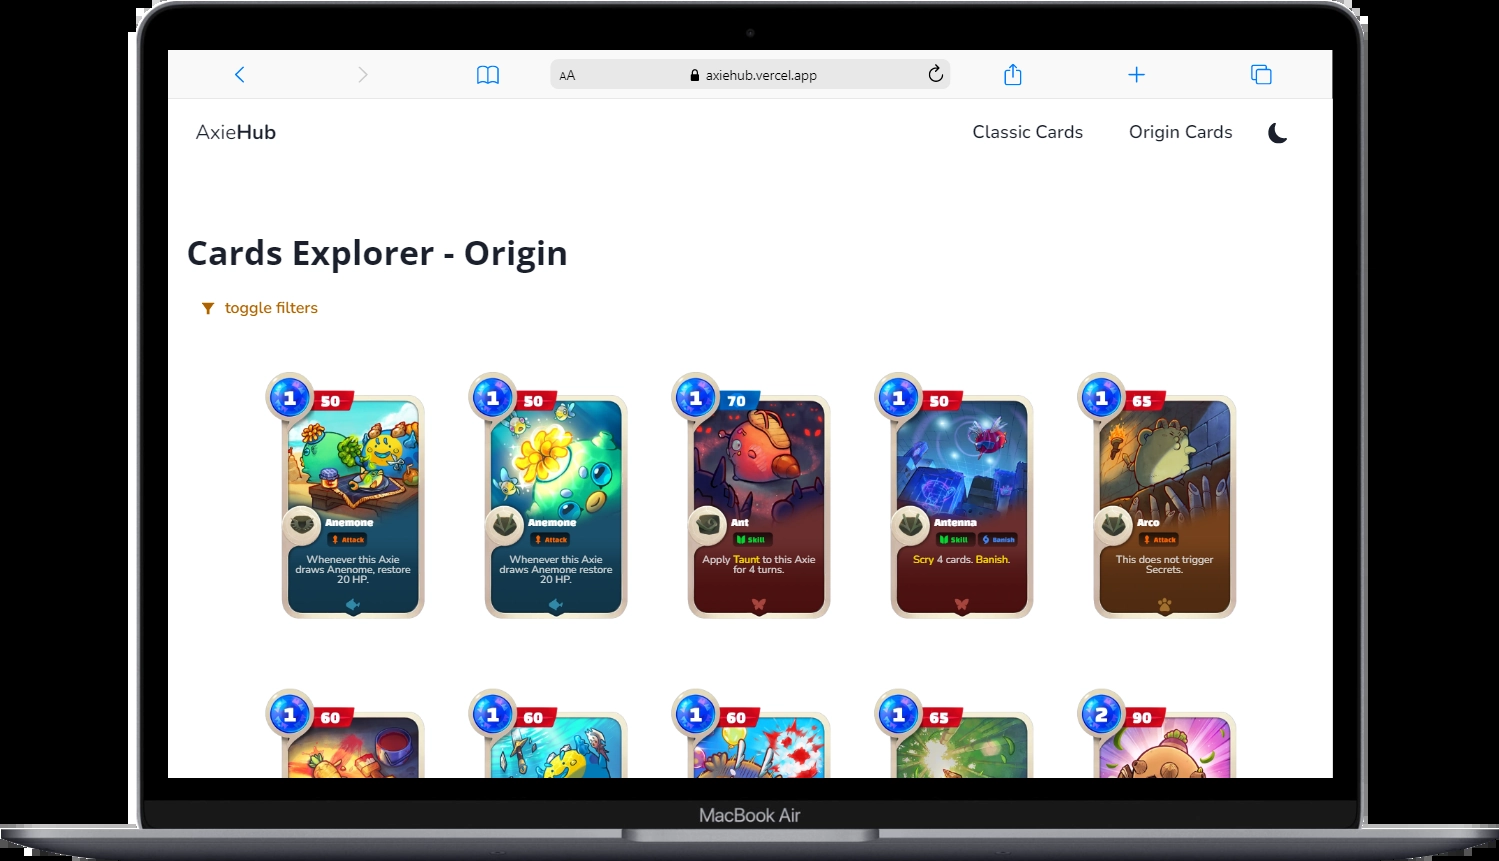 AA axiehub.vercel.app
AxieHub Classic Cards Origin Cards
Cards Explorer - Origin
toggle filters
1 50
Anemone
Attack
Whenever this Axie
draws Anenome, restore
20 HP.
1 50
Anemone
Attack
Whenever this Axie
draws Anemone restore
20 HP.
1 70
Ant
Skill
Apply Taunt to this Axie
for 4 turns.
1 50
Antenna
Skill Banish
Scry 4 cards. Banish.
1 65
Arco
Attack
This does not trigger
Secrets.
1 60
1 60
1 60
1 65
2 90
MacBook Air